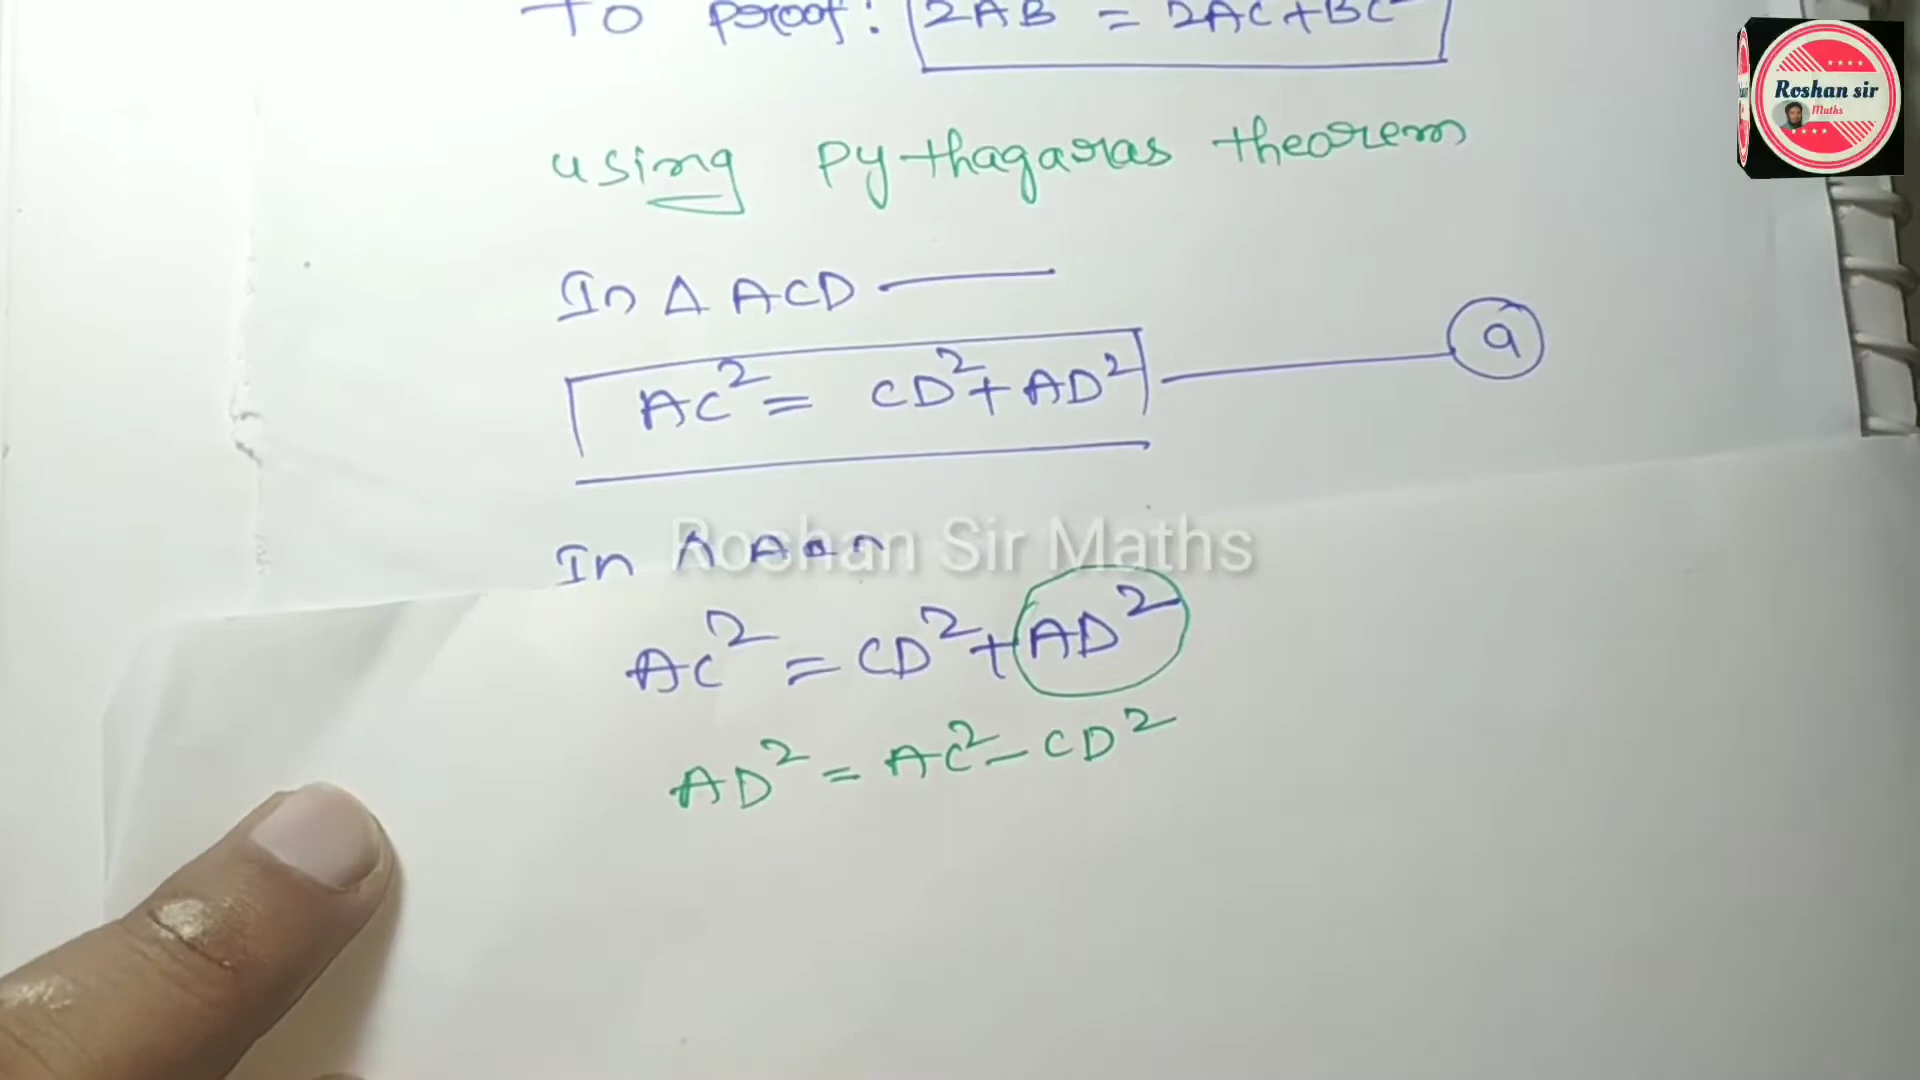 To proof: 2AB = 2AC+BC
using pythagaras theorem
In Δ ACD
AC² = CD²+AD² a
In Δ
AC² = CD²+AD²
AD² = AC²-CD²
Roshan Sir Maths
Roshan sir
Maths